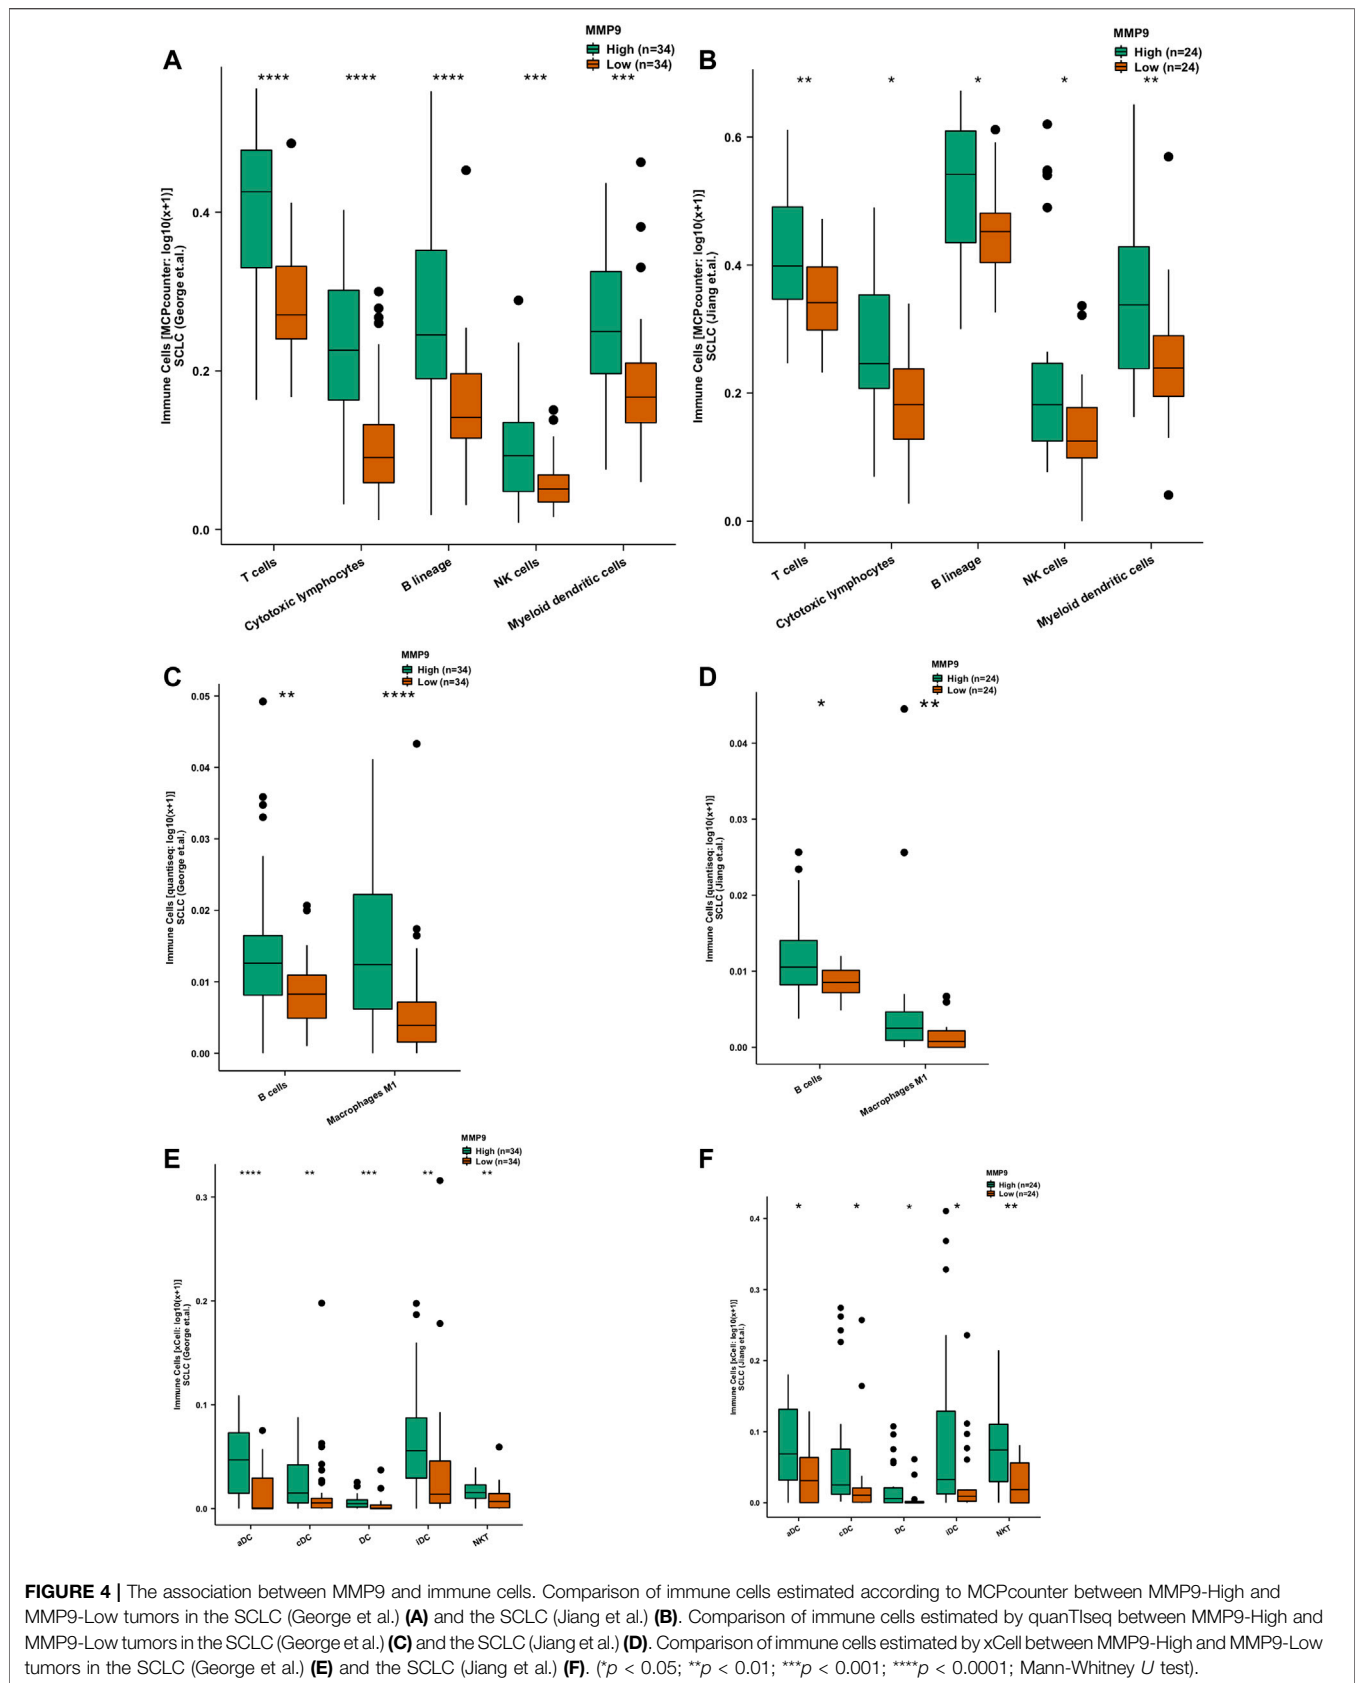 A
MMP9
High (n=34)
Low (n=34)
**** **** **** *** ***
Immune Cells [MCPcounter: log10(x+1)]
SCLC (George et.al.)
0.4
0.2
0.0
T cells
Cytotoxic lymphocytes
B lineage
NK cells
Myeloid dendritic cells
B
MMP9
High (n=24)
Low (n=24)
** * * * **
Immune Cells [MCPcounter: log10(x+1)]
SCLC (Jiang et.al.)
0.6
0.4
0.2
0.0
T cells
Cytotoxic lymphocytes
B lineage
NK cells
Myeloid dendritic cells
C
MMP9
High (n=34)
Low (n=34)
** ****
Immune Cells [quantiseq: log10(x+1)]
SCLC (George et.al.)
0.05
0.04
0.03
0.02
0.01
0.00
B cells
Macrophages M1
D
MMP9
High (n=24)
Low (n=24)
* **
Immune Cells [quantiseq: log10(x+1)]
SCLC (Jiang et.al.)
0.04
0.03
0.02
0.01
0.00
B cells
Macrophages M1
E
MMP9
High (n=34)
Low (n=34)
**** ** *** ** **
Immune Cells [xCell: log10(x+1)]
SCLC (George et.al.)
0.3
0.2
0.1
0.0
aDC
cDC
DC
iDC
NKT
F
MMP9
High (n=24)
Low (n=24)
* * * * **
Immune Cells [xCell: log10(x+1)]
SCLC (Jiang et.al.)
0.4
0.3
0.2
0.1
0.0
aDC
cDC
DC
iDC
NKT
FIGURE 4 | The association between MMP9 and immune cells. Comparison of immune cells estimated according to MCPcounter between MMP9-High and
MMP9-Low tumors in the SCLC (George et al.) (A) and the SCLC (Jiang et al.) (B). Comparison of immune cells estimated by quanTIseq between MMP9-High and
MMP9-Low tumors in the SCLC (George et al.) (C) and the SCLC (Jiang et al.) (D). Comparison of immune cells estimated by xCell between MMP9-High and MMP9-Low
tumors in the SCLC (George et al.) (E) and the SCLC (Jiang et al.) (F). (*p < 0.05; **p < 0.01; ***p < 0.001; ****p < 0.0001; Mann-Whitney U test).